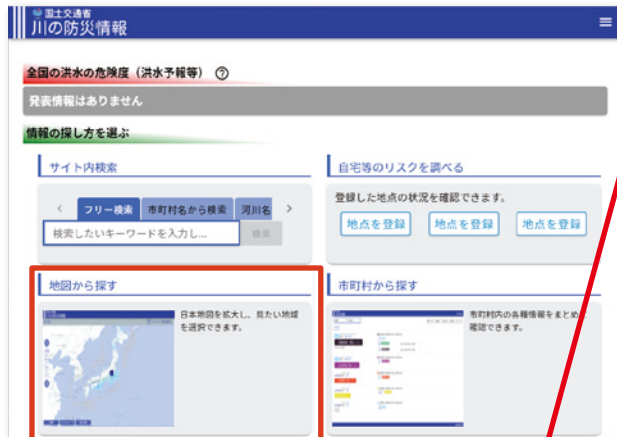 国土交通省
川の防災情報
全国の洪水の危険度（洪水予報等）
発表情報はありません
情報の探し方を選ぶ
サイト内検索
自宅等のリスクを調べる
フリー検索 市町村名から検索 河川名
検索したいキーワードを入力し... 検索
登録した地点の状況を確認できます。
地点を登録 地点を登録 地点を登録
地図から探す
日本地図を拡大し、見たい地域
を選択できます。
市町村から探す
市町村内の各種情報をまとめ
確認できます。